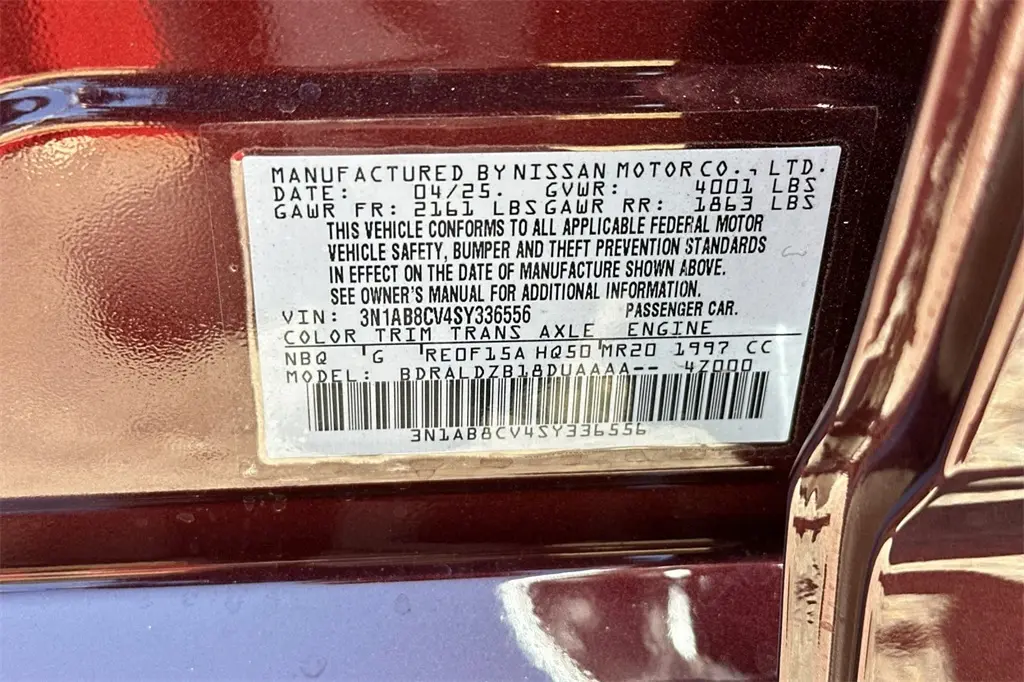 MANUFACTURED BY NISSAN MOTOR CO., LTD.
DATE: 04/25. GVWR: 4001 LBS
GAWR FR: 2161 LBS GAWR RR: 1863 LBS
THIS VEHICLE CONFORMS TO ALL APPLICABLE FEDERAL MOTOR
VEHICLE SAFETY, BUMPER AND THEFT PREVENTION STANDARDS
IN EFFECT ON THE DATE OF MANUFACTURE SHOWN ABOVE.
SEE OWNER'S MANUAL FOR ADDITIONAL INFORMATION.
VIN: 3N1AB8CV4SY336556 PASSENGER CAR.
COLOR TRIM TRANS AXLE ENGINE
NBQ G RE0F15A HQ50 MR20 1997 CC
MODEL: BDRALDZB18DUAAAA-- 4Z000
3N1AB8CV4SY336556